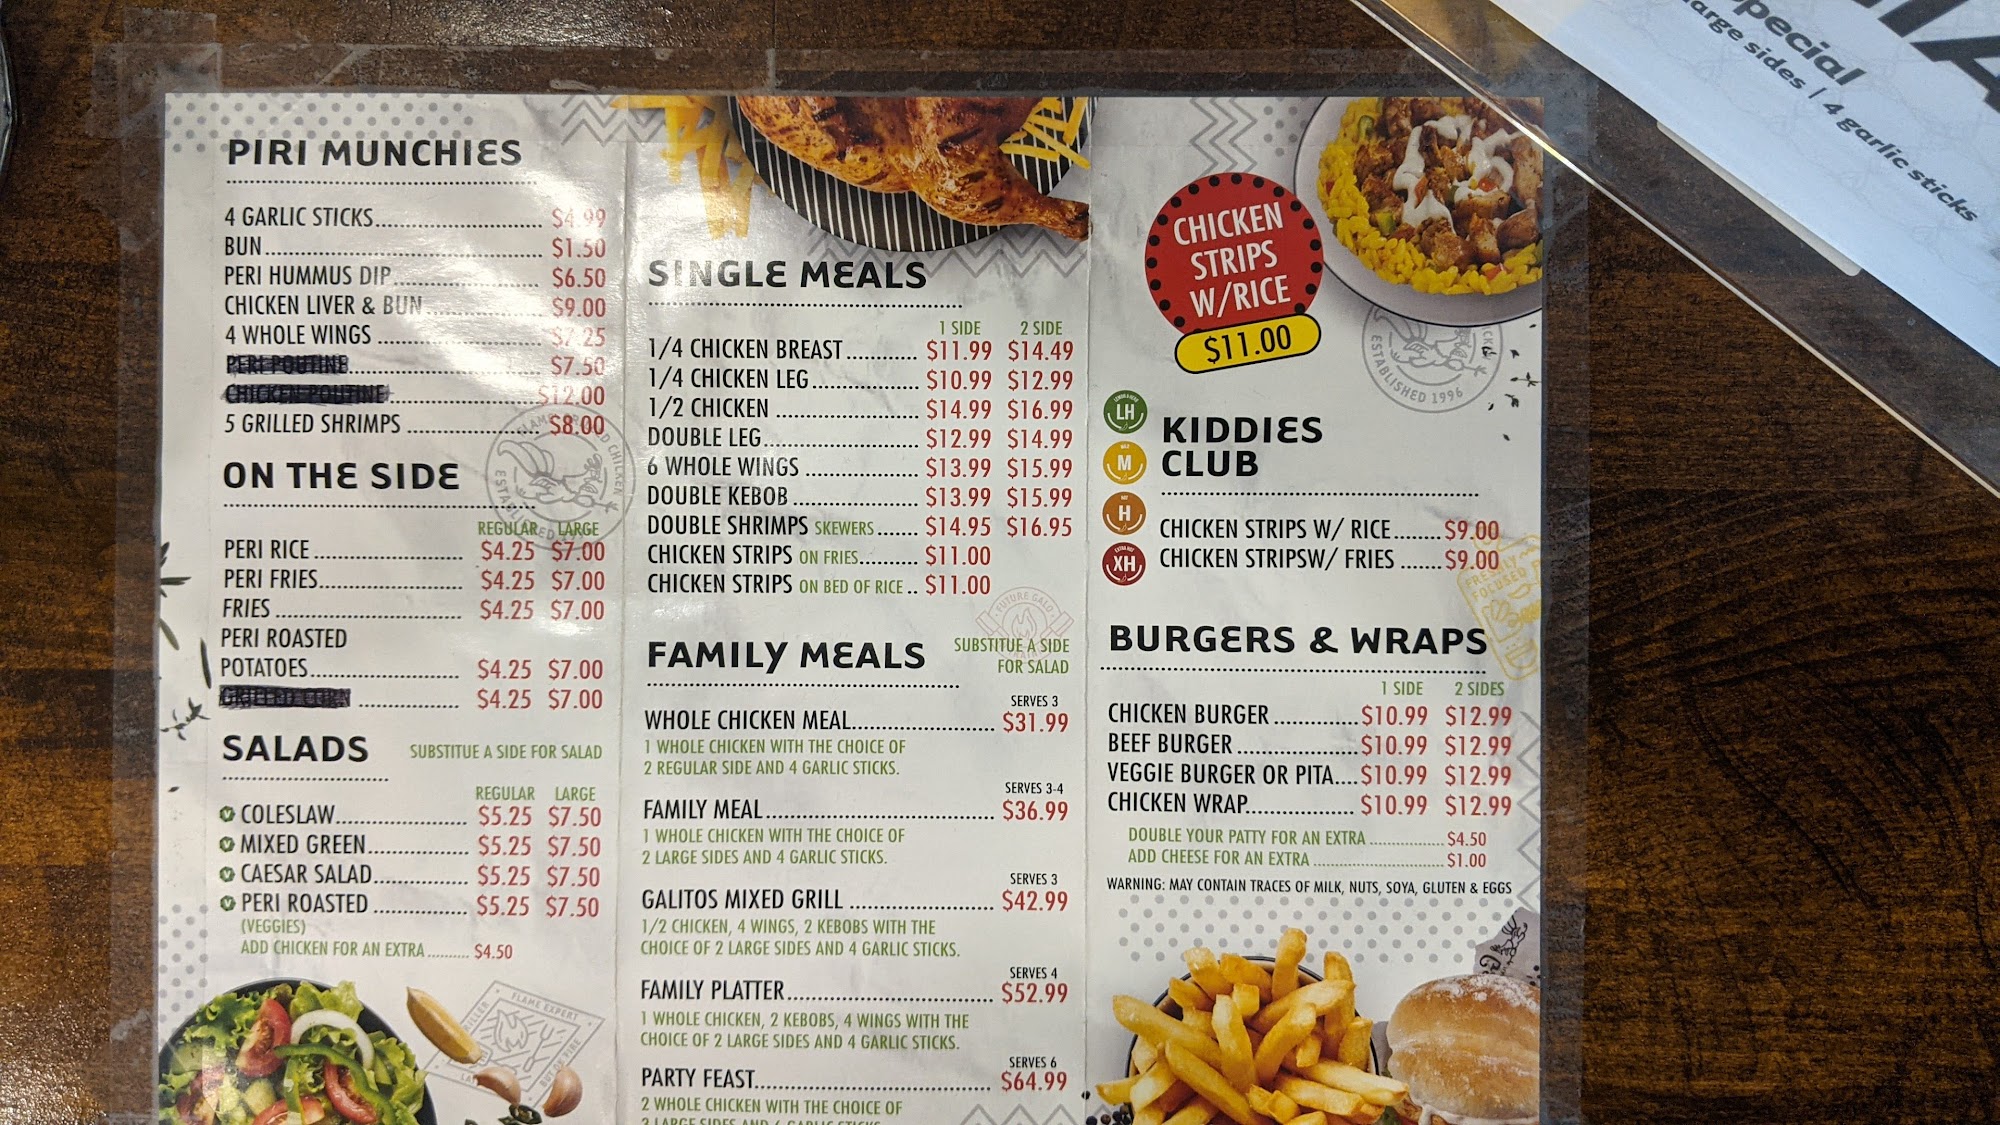 PIRI MUNCHIES
4 GARLIC STICKS $4.99
BUN $1.50
PERI HUMMUS DIP $6.50
CHICKEN LIVER & BUN $9.00
4 WHOLE WINGS $7.25
PERI POUTINE $7.50
CHICKEN POUTINE $12.00
5 GRILLED SHRIMPS $8.00
ON THE SIDE
REGULAR LARGE
PERI RICE $4.25 $7.00
PERI FRIES $4.25 $7.00
FRIES $4.25 $7.00
PERI ROASTED
POTATOES $4.25 $7.00
GRILLED CORN $4.25 $7.00
SALADS SUBSTITUE A SIDE FOR SALAD
REGULAR LARGE
COLESLAW $5.25 $7.50
MIXED GREEN $5.25 $7.50
CAESAR SALAD $5.25 $7.50
PERI ROASTED $5.25 $7.50
(VEGGIES)
ADD CHICKEN FOR AN EXTRA $4.50
FLAME EXPERT
SINGLE MEALS
1 SIDE 2 SIDE
1/4 CHICKEN BREAST $11.99 $14.49
1/4 CHICKEN LEG $10.99 $12.99
1/2 CHICKEN $14.99 $16.99
DOUBLE LEG $12.99 $14.99
6 WHOLE WINGS $13.99 $15.99
DOUBLE KEBOB $13.99 $15.99
DOUBLE SHRIMPS SKEWERS $14.95 $16.95
CHICKEN STRIPS ON FRIES $11.00
CHICKEN STRIPS ON BED OF RICE $11.00
FAMILY MEALS
SUBSTITUE A SIDE
FOR SALAD
SERVES 3
WHOLE CHICKEN MEAL $31.99
1 WHOLE CHICKEN WITH THE CHOICE OF
2 REGULAR SIDE AND 4 GARLIC STICKS.
SERVES 3-4
FAMILY MEAL $36.99
1 WHOLE CHICKEN WITH THE CHOICE OF
2 LARGE SIDES AND 4 GARLIC STICKS.
SERVES 3
GALITOS MIXED GRILL $42.99
1/2 CHICKEN, 4 WINGS, 2 KEBOBS WITH THE
CHOICE OF 2 LARGE SIDES AND 4 GARLIC STICKS.
SERVES 4
FAMILY PLATTER $52.99
1 WHOLE CHICKEN, 2 KEBOBS, 4 WINGS WITH THE
CHOICE OF 2 LARGE SIDES AND 4 GARLIC STICKS.
SERVES 6
PARTY FEAST $64.99
2 WHOLE CHICKEN WITH THE CHOICE OF
CHICKEN
STRIPS
W/RICE
$11.00
ESTABLISHED 1996
LH
M
H
XH
KIDDIES
CLUB
CHICKEN STRIPS W/ RICE $9.00
CHICKEN STRIPSW/ FRIES $9.00
BURGERS & WRAPS
1 SIDE 2 SIDES
CHICKEN BURGER $10.99 $12.99
BEEF BURGER $10.99 $12.99
VEGGIE BURGER OR PITA $10.99 $12.99
CHICKEN WRAP $10.99 $12.99
DOUBLE YOUR PATTY FOR AN EXTRA $4.50
ADD CHEESE FOR AN EXTRA $1.00
WARNING: MAY CONTAIN TRACES OF MILK, NUTS, SOYA, GLUTEN & EGGS
special
large sides | 4 garlic sticks